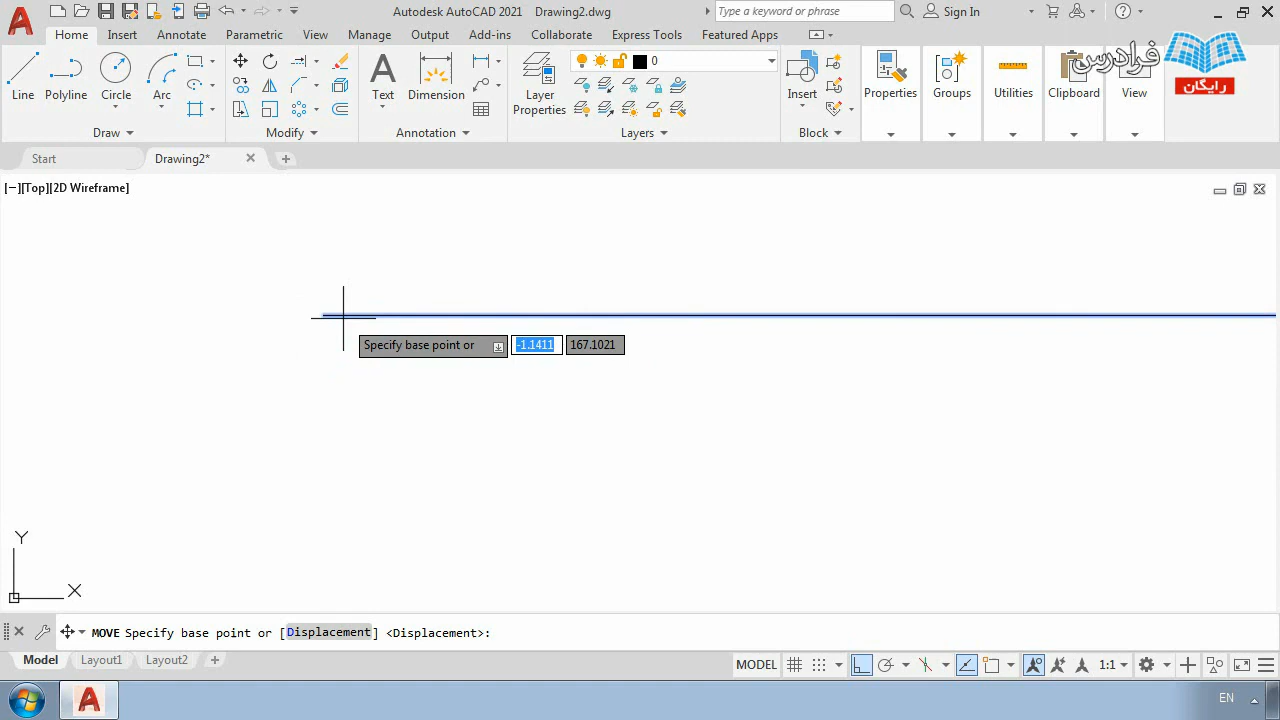 Autodesk AutoCAD 2021 Drawing2.dwg
Type a keyword or phrase
Sign In
Home Insert Annotate Parametric View Manage Output Add-ins Collaborate Express Tools Featured Apps
فرادرس
رایگان
0
Line Polyline Circle Arc
Text Dimension
Layer
Properties
Insert
Properties
Groups
Utilities
Clipboard
View
Draw Modify Annotation Layers Block
Start Drawing2*
[−][Top][2D Wireframe]
Specify base point or -1.1411 167.1021
Y
X
MOVE Specify base point or [Displacement] <Displacement>:
Model Layout1 Layout2
MODEL 1:1
EN